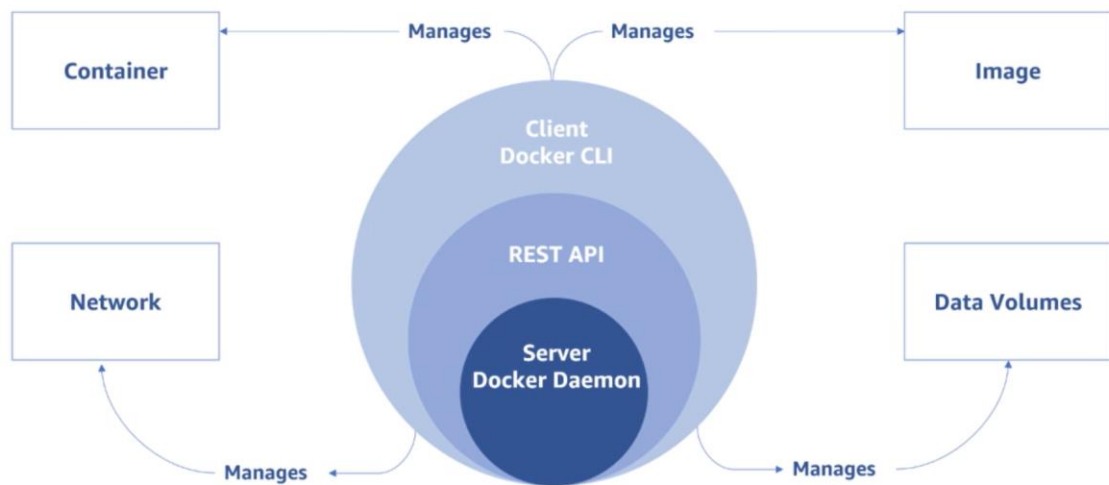 Manages
Manages
Container
Image
Client
Docker CLI
REST API
Network
Data Volumes
Server
Docker Daemon
Manages
Manages